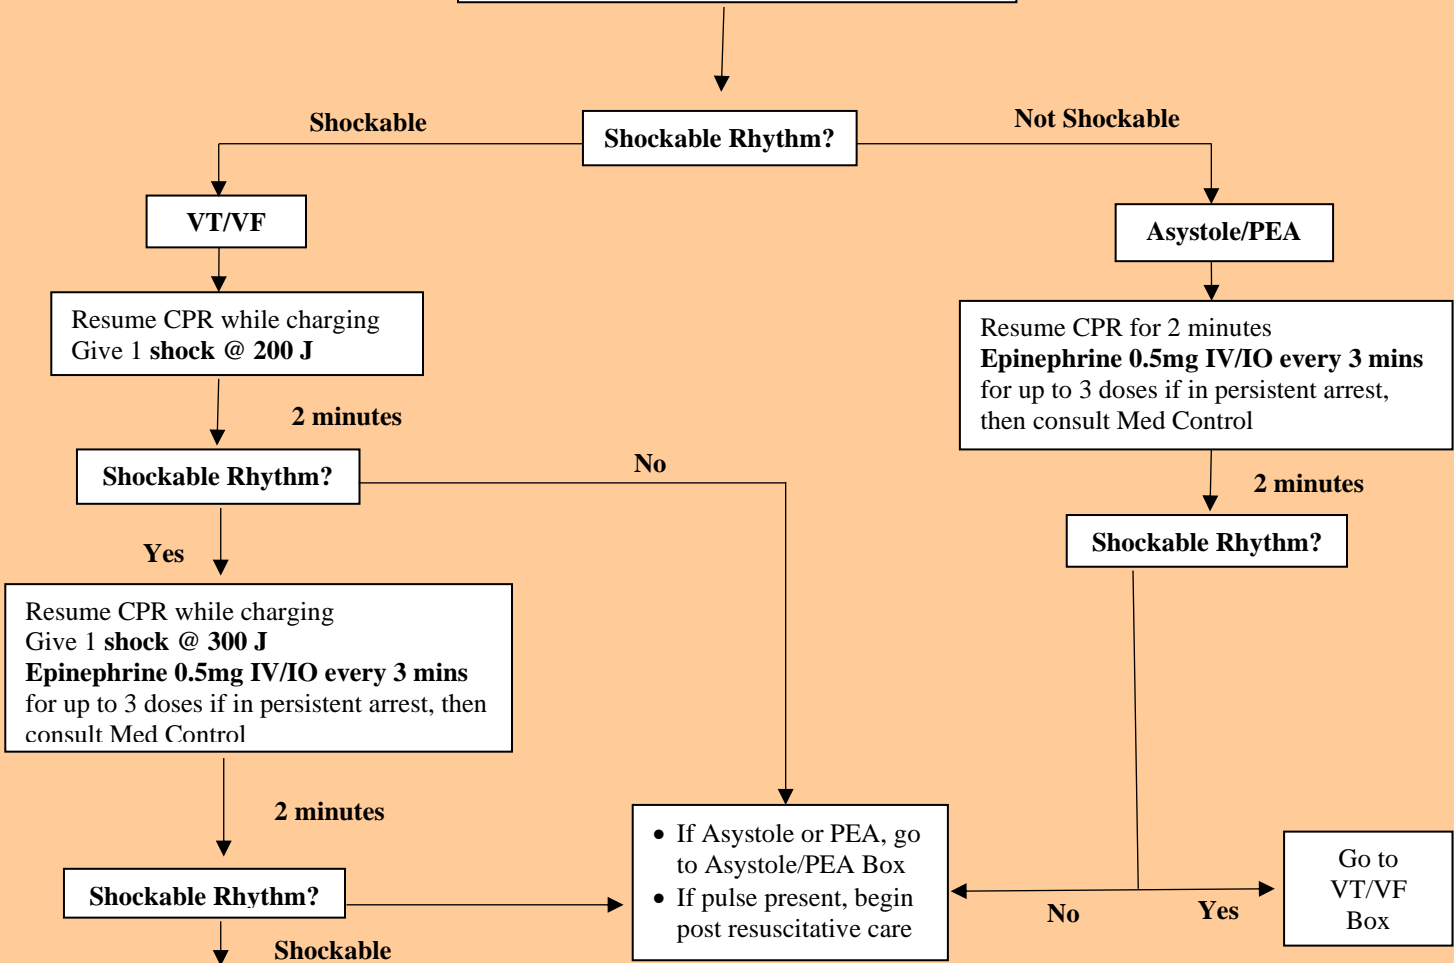 Shockable
Shockable Rhythm?
Not Shockable
VT/VF
Asystole/PEA
Resume CPR while charging
Give 1 shock @ 200 J
Resume CPR for 2 minutes
Epinephrine 0.5mg IV/IO every 3 mins
for up to 3 doses if in persistent arrest,
then consult Med Control
2 minutes
Shockable Rhythm?
No
2 minutes
Shockable Rhythm?
Yes
Resume CPR while charging
Give 1 shock @ 300 J
Epinephrine 0.5mg IV/IO every 3 mins
for up to 3 doses if in persistent arrest, then
consult Med Control
2 minutes
• If Asystole or PEA, go
to Asystole/PEA Box
• If pulse present, begin
post resuscitative care
Go to
VT/VF
Box
Shockable Rhythm?
No
Yes
Shockable